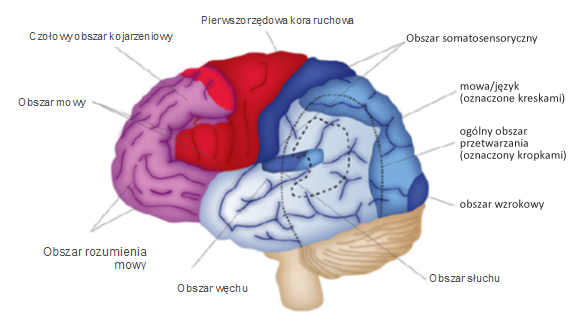 Pierwszorzędowa kora ruchowa
Czołowy obszar kojarzeniowy
Obszar somatosensoryczny
mowa/język
(oznaczone kreskami)
Obszar mowy
ogólny obszar
przetwarzania
(oznaczony kropkami)
obszar wzrokowy
Obszar rozumienia
mowy
Obszar słuchu
Obszar węchu